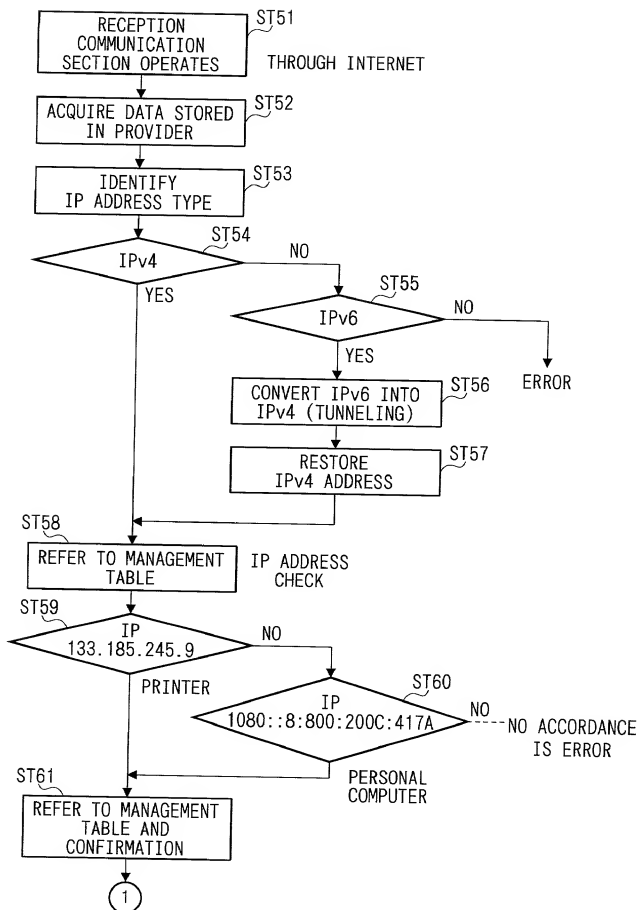 ST51
RECEPTION
COMMUNICATION
SECTION OPERATES
THROUGH INTERNET
ST52
ACQUIRE DATA STORED
IN PROVIDER
ST53
IDENTIFY
IP ADDRESS TYPE
ST54
IPv4
NO
YES
ST55
IPv6
NO
YES
ERROR
ST56
CONVERT IPv6 INTO
IPv4 (TUNNELING)
ST57
RESTORE
IPv4 ADDRESS
ST58
REFER TO MANAGEMENT
TABLE
IP ADDRESS
CHECK
ST59
IP
133.185.245.9
NO
PRINTER
ST60
IP
1080::8:800:200C:417A
NO
NO ACCORDANCE
IS ERROR
PERSONAL
COMPUTER
ST61
REFER TO MANAGEMENT
TABLE AND
CONFIRMATION
1